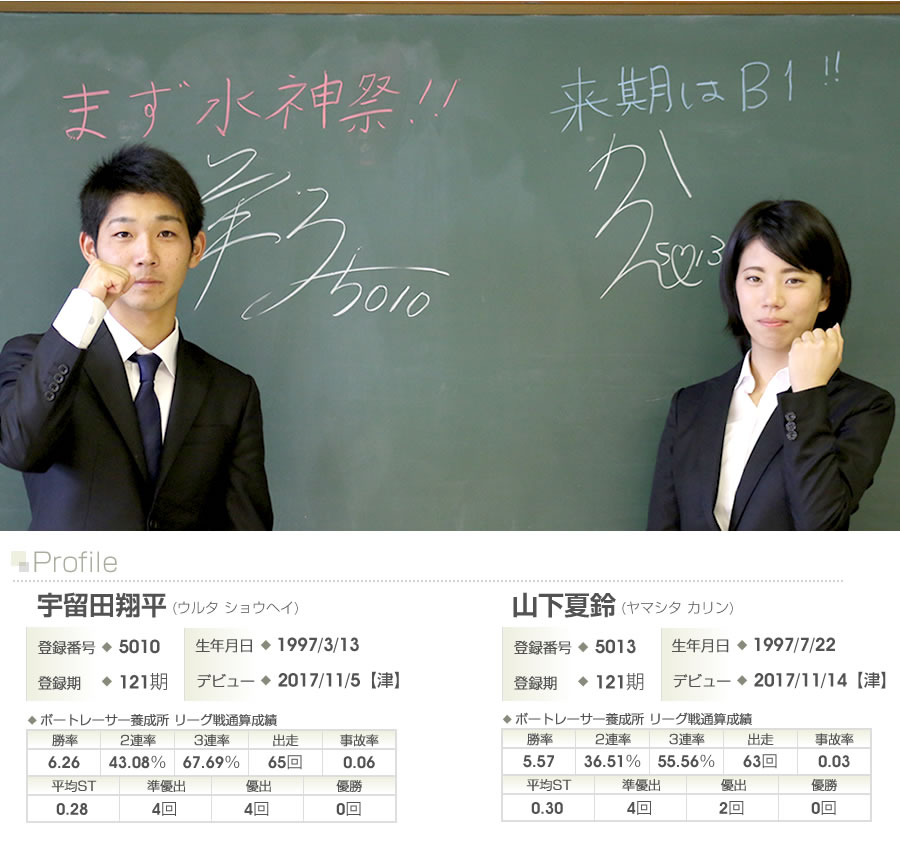 まず水神祭!!
来期はB1!!
翔
5010
5013
Profile
宇留田翔平 (ウルタ ショウヘイ)
登録番号 ◆ 5010 生年月日 ◆ 1997/3/13
登録期 ◆ 121期 デビュー ◆ 2017/11/5【津】
◆ ボートレーサー養成所 リーグ戦通算成績
勝率 2連率 3連率 出走 事故率
6.26 43.08% 67.69% 65回 0.06
平均ST 準優出 優出 優勝
0.28 4回 4回 0回
山下夏鈴 (ヤマシタ カリン)
登録番号 ◆ 5013 生年月日 ◆ 1997/7/22
登録期 ◆ 121期 デビュー ◆ 2017/11/14【津】
◆ ボートレーサー養成所 リーグ戦通算成績
勝率 2連率 3連率 出走 事故率
5.57 36.51% 55.56% 63回 0.03
平均ST 準優出 優出 優勝
0.30 4回 2回 0回